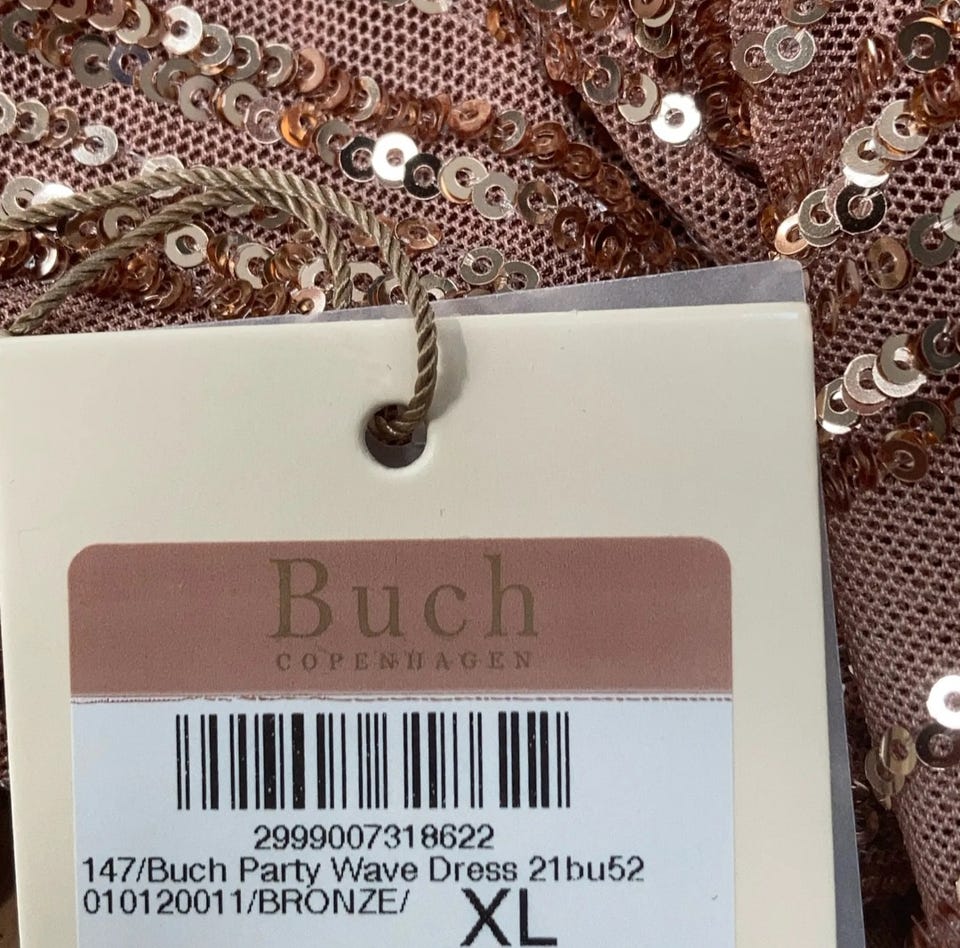 Buch
COPENHAGEN
2999007318622
147/Buch Party Wave Dress 21bu52
010120011/BRONZE/ XL